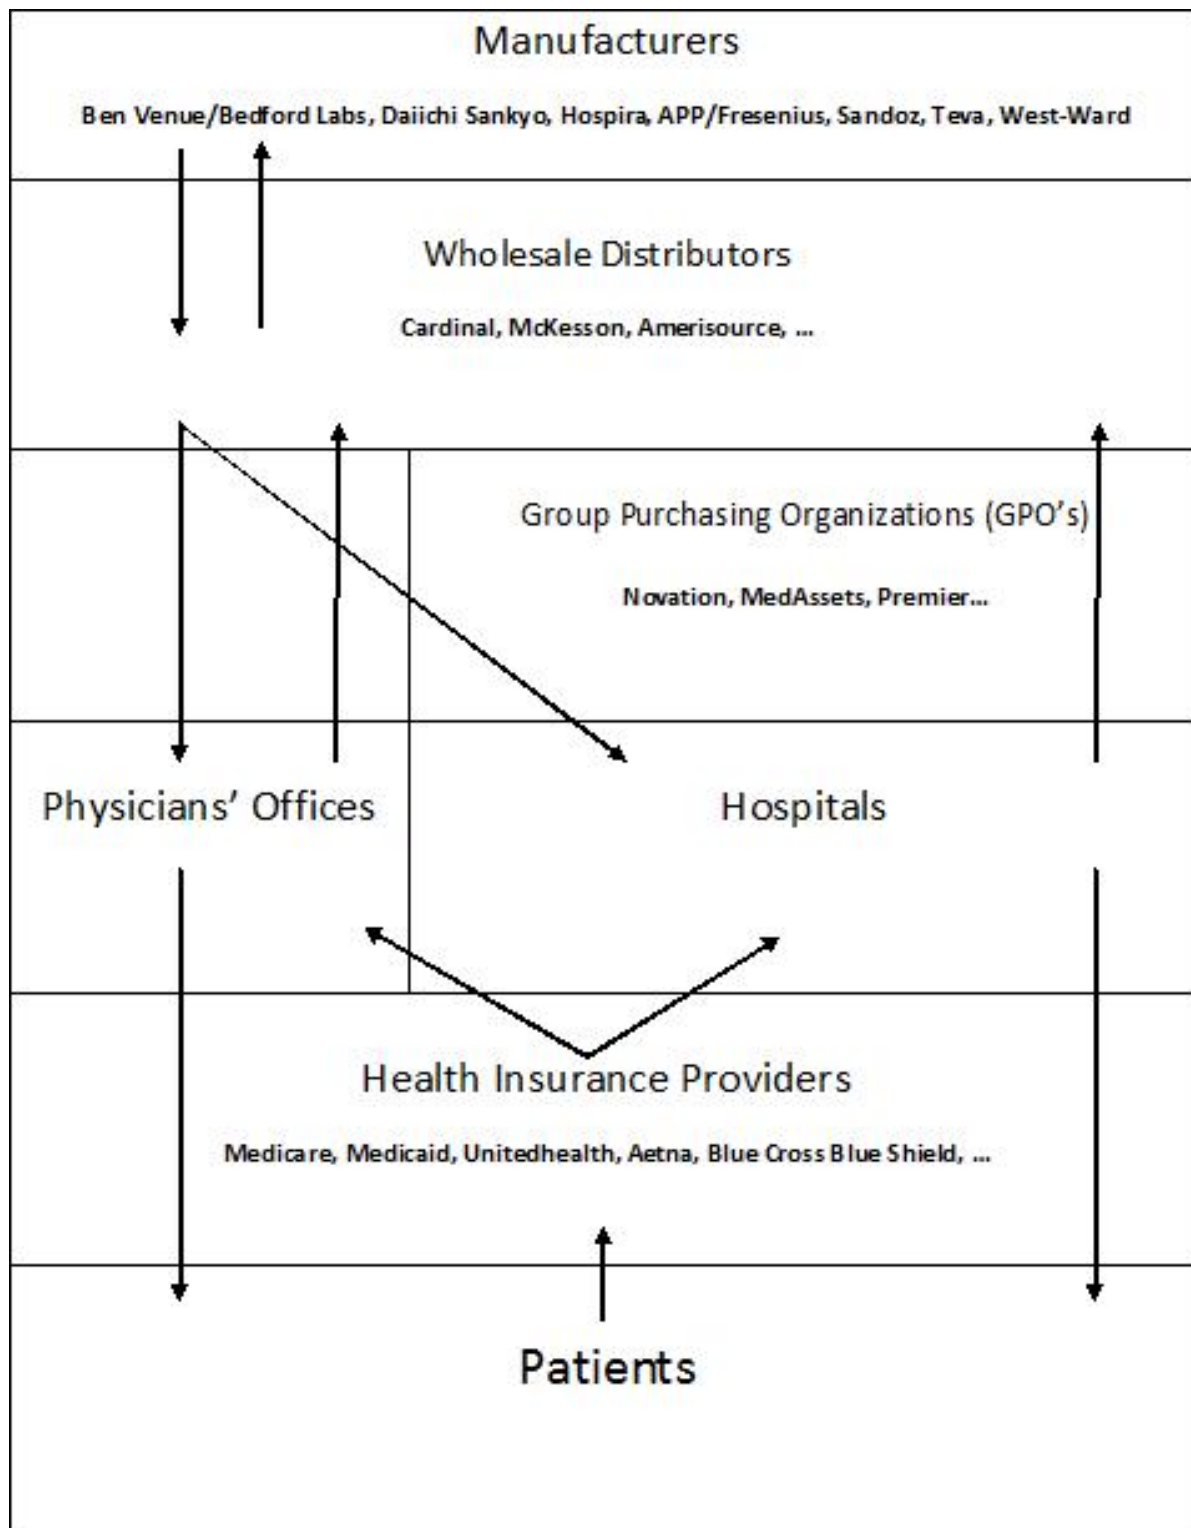 Manufacturers
Ben Venue/Bedford Labs, Daiichi Sankyo, Hospira, APP/Fresenius, Sandoz, Teva, West-Ward
Wholesale Distributors
Cardinal, McKesson, Amerisource, ...
Group Purchasing Organizations (GPO's)
Novation, MedAssets, Premier...
Physicians' Offices
Hospitals
Health Insurance Providers
Medicare, Medicaid, Unitedhealth, Aetna, Blue Cross Blue Shield, ...
Patients